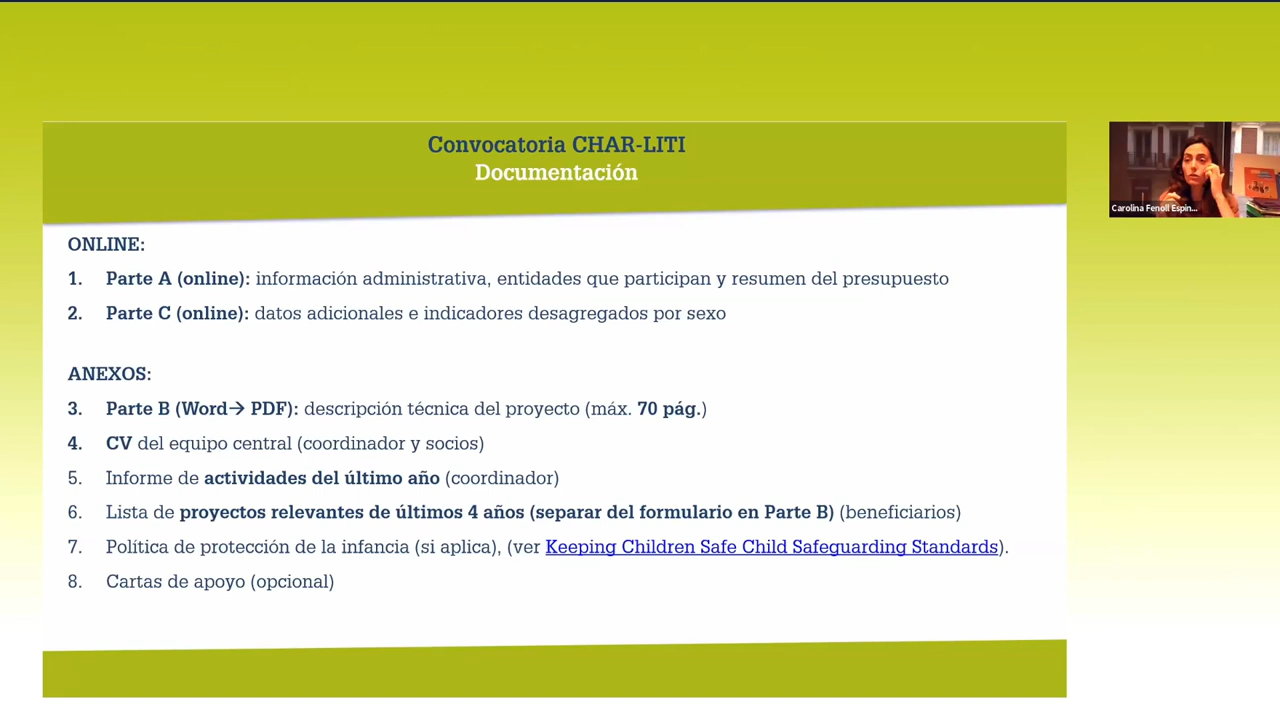 Convocatoria CHAR-LITI
Documentación
Carolina Fenoll Espin...
ONLINE:
1. Parte A (online): información administrativa, entidades que participan y resumen del presupuesto
2. Parte C (online): datos adicionales e indicadores desagregados por sexo
ANEXOS:
3. Parte B (Word→ PDF): descripción técnica del proyecto (máx. 70 pág.)
4. CV del equipo central (coordinador y socios)
5. Informe de actividades del último año (coordinador)
6. Lista de proyectos relevantes de últimos 4 años (separar del formulario en Parte B) (beneficiarios)
7. Política de protección de la infancia (si aplica), (ver Keeping Children Safe Child Safeguarding Standards).
8. Cartas de apoyo (opcional)